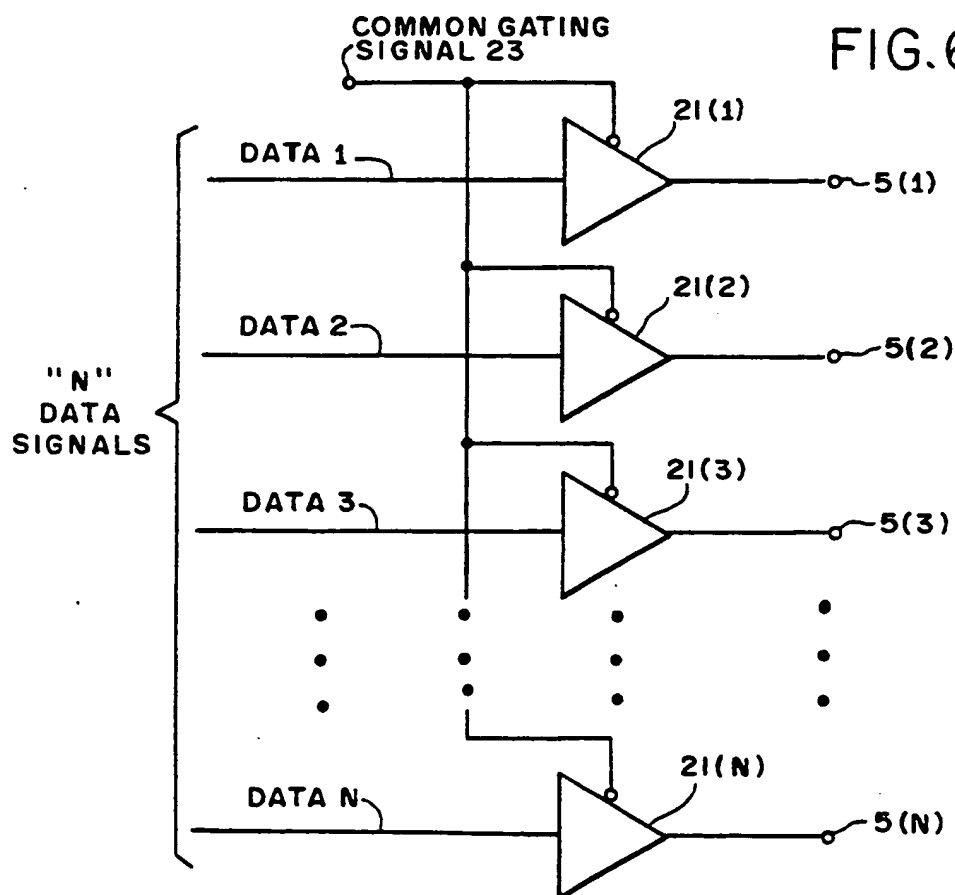 COMMON GATING
SIGNAL 23
FIG.6
21(1)
DATA 1
5(1)
21(2)
DATA 2
5(2)
"N"
DATA
SIGNALS
21(3)
DATA 3
5(3)
21(N)
DATA N
5(N)